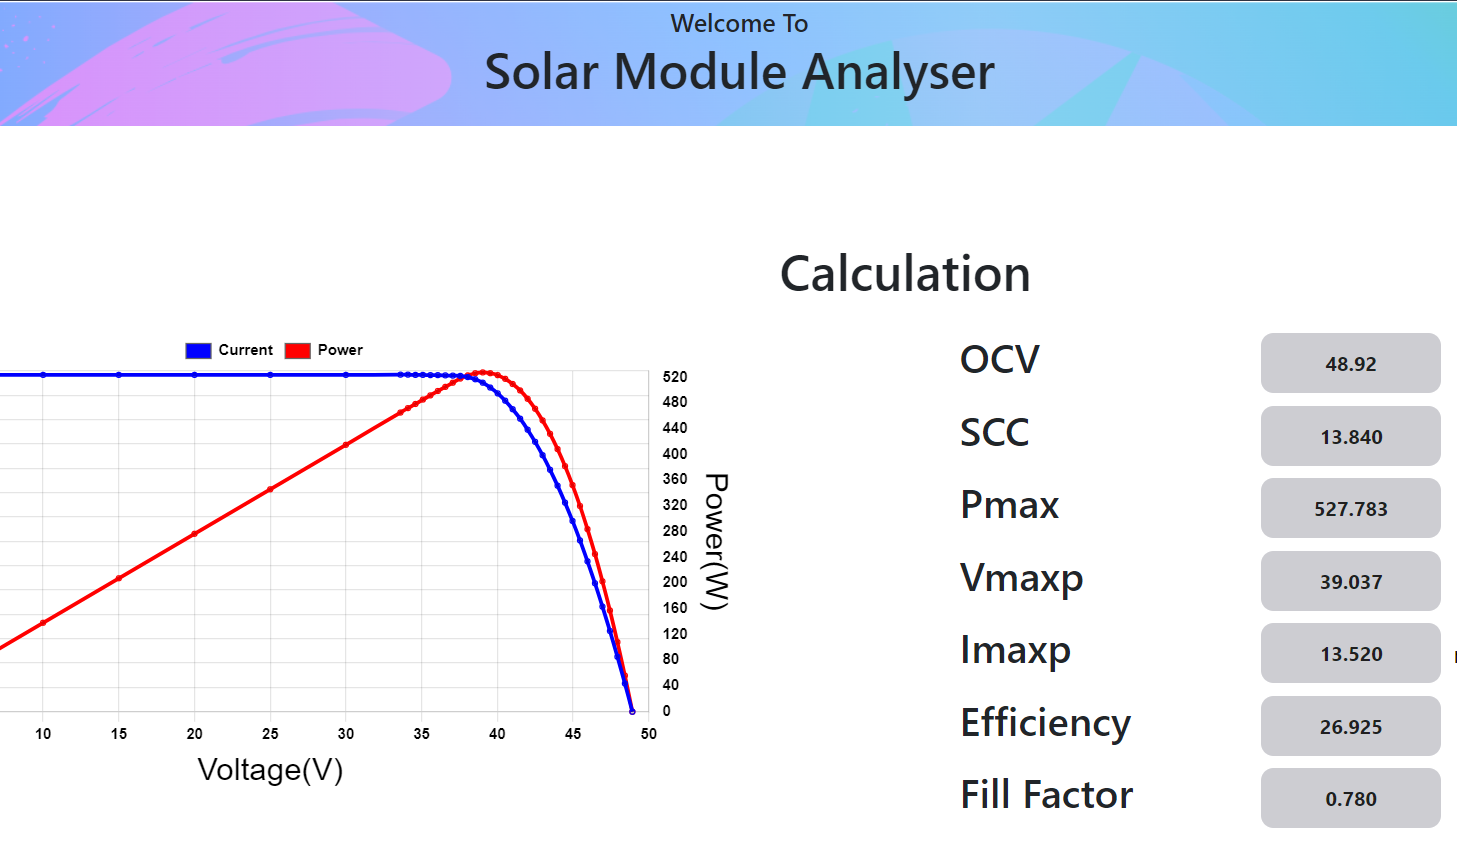 Welcome To
Solar Module Analyser
Calculation
Current Power
520
480
440
400
360
320
280
240
200
160
120
80
40
0
Power(W)
10 15 20 25 30 35 40 45 50
Voltage(V)
OCV 48.92
SCC 13.840
Pmax 527.783
Vmaxp 39.037
Imaxp 13.520
Efficiency 26.925
Fill Factor 0.780